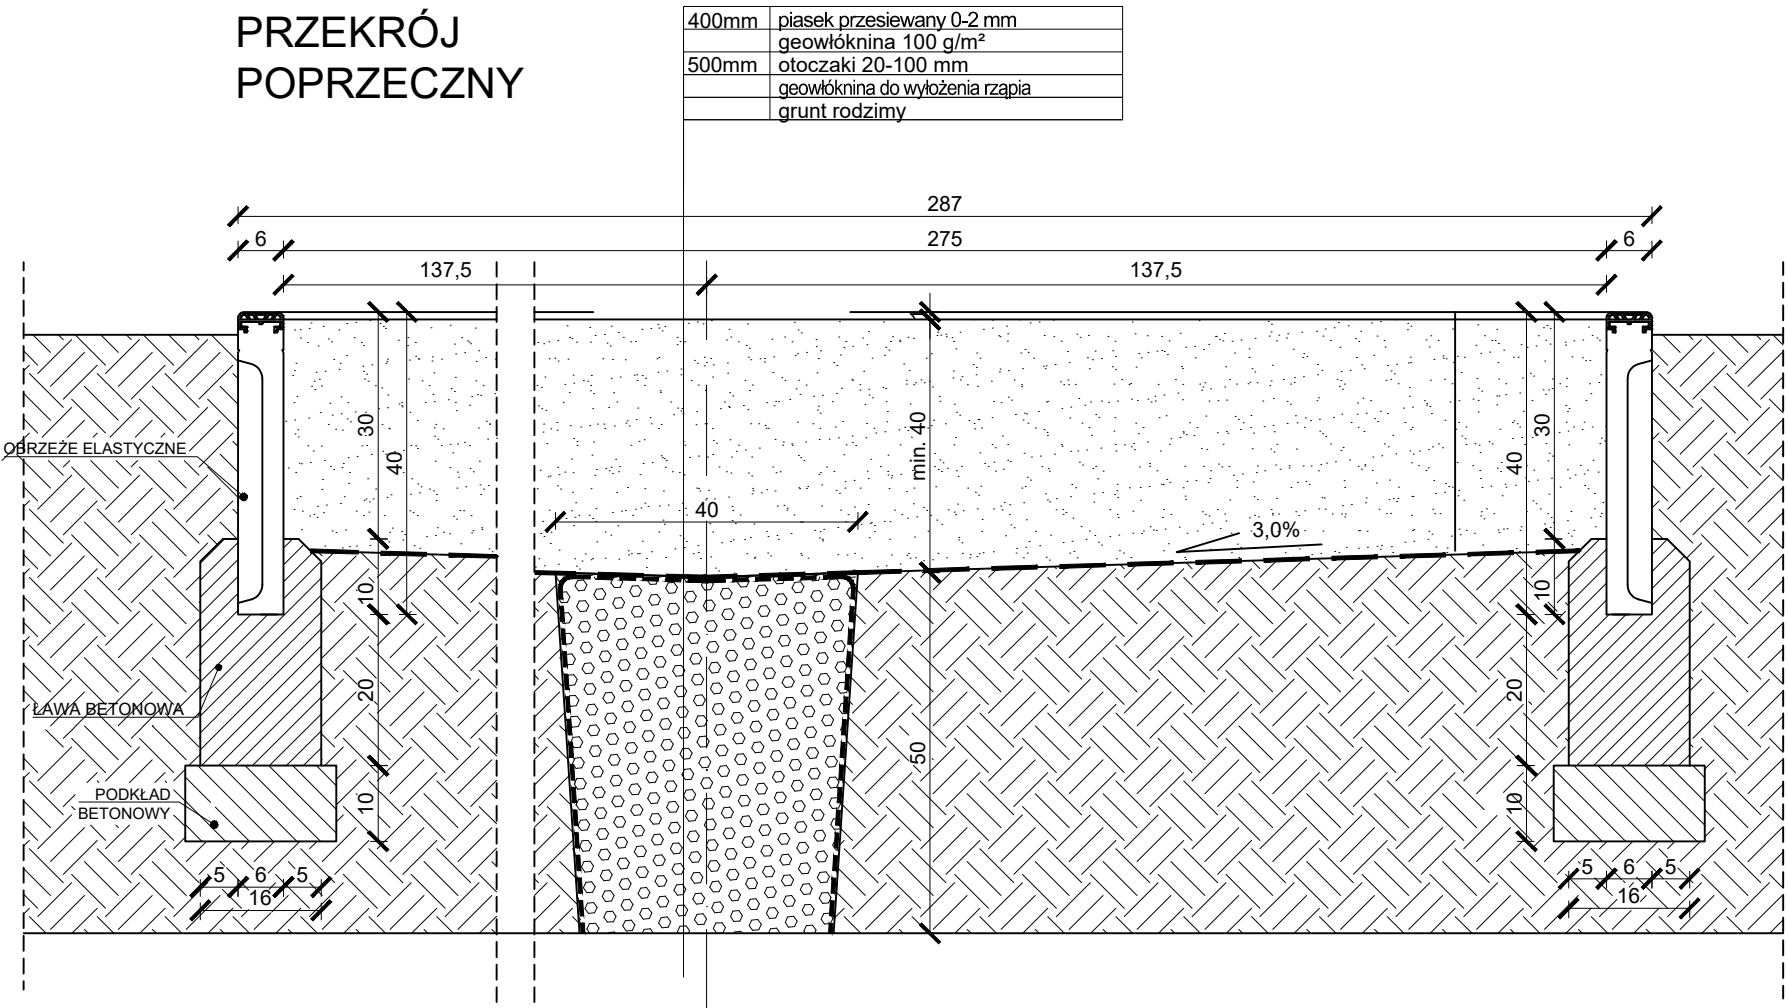 PRZEKRÓJ
POPRZECZNY
400mm piasek przesiewany 0-2 mm
geowłóknina 100 g/m²
500mm otoczaki 20-100 mm
geowłóknina do wyłożenia rząpia
grunt rodzimy
287
6 275 6
137,5 137,5
1
30
40
min. 40
40
30
OBRZEŻE ELASTYCZNE
40
3,0%
10
10
20
20
ŁAWA BETONOWA
50
PODKŁAD
BETONOWY
10
10
5 6 5
16
5 6 5
16